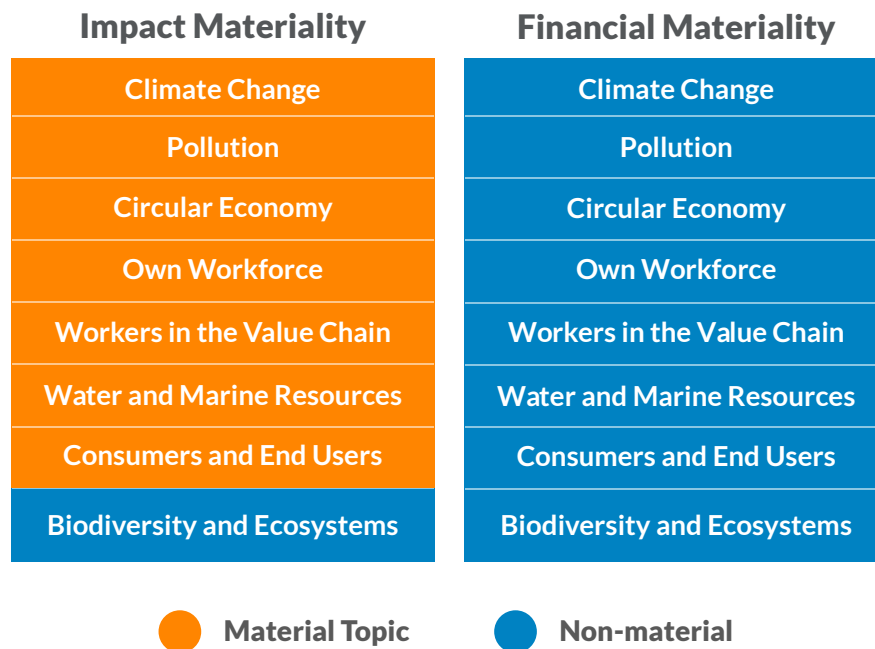 Impact Materiality
Climate Change
Pollution
Circular Economy
Own Workforce
Workers in the Value Chain
Water and Marine Resources
Consumers and End Users
Biodiversity and Ecosystems
Financial Materiality
Climate Change
Pollution
Circular Economy
Own Workforce
Workers in the Value Chain
Water and Marine Resources
Consumers and End Users
Biodiversity and Ecosystems
Material Topic
Non-material